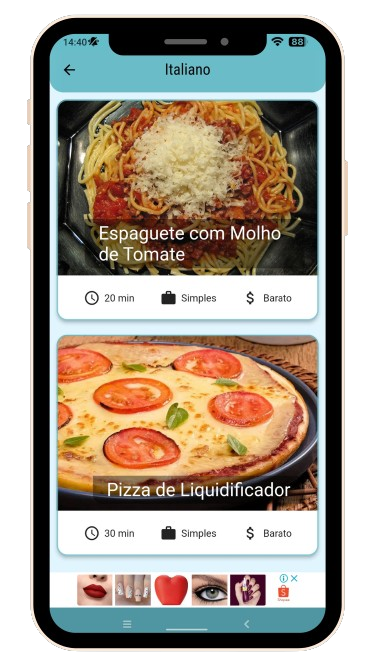 14:40
88
Italiano
Espaguete com Molho
de Tomate
20 min Simples Barato
Pizza de Liquidificador
30 min Simples Barato